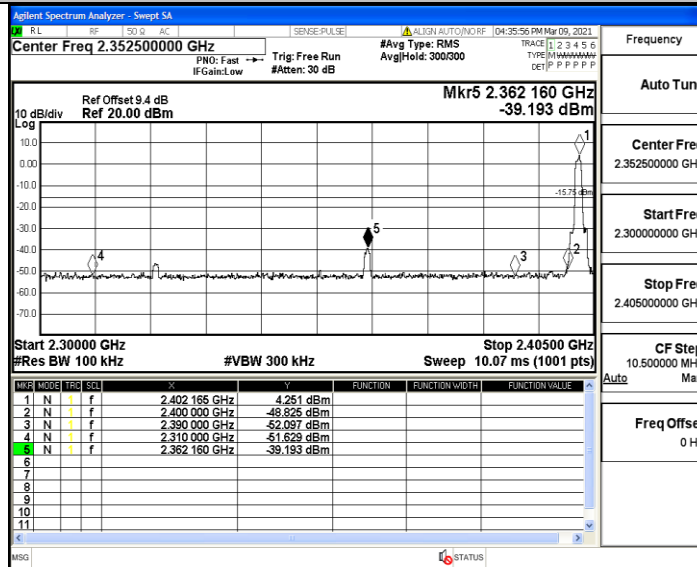 Agilent Spectrum Analyzer - Swept SA
RL RF 50 Ω AC SENSE:PULSE ALIGN AUTO/NO RF 04:35:56 PM Mar 09, 2021
Center Freq 2.352500000 GHz
PNO: Fast
IFGain:Low
Trig: Free Run
#Atten: 30 dB
#Avg Type: RMS
Avg|Hold: 300/300
TRACE 1 2 3 4 5 6
TYPE M WWWWW
DET P P P P P P
Ref Offset 9.4 dB
10 dB/div Ref 20.00 dBm
Log
Mkr5 2.362 160 GHz
-39.193 dBm
10.0
0.00
-10.0
-20.0
-30.0
-40.0
-50.0
-60.0
-70.0
1
-15.75 dBm
5
4
3
2
Start 2.30000 GHz Stop 2.40500 GHz
#Res BW 100 kHz #VBW 300 kHz Sweep 10.07 ms (1001 pts)
MKR MODE TRC SCL X Y FUNCTION FUNCTION WIDTH FUNCTION VALUE
1 N 1 f 2.402 165 GHz 4.251 dBm
2 N 1 f 2.400 000 GHz -48.825 dBm
3 N 1 f 2.390 000 GHz -52.097 dBm
4 N 1 f 2.310 000 GHz -51.629 dBm
5 N 1 f 2.362 160 GHz -39.193 dBm
6
7
8
9
10
11
MSG STATUS
Frequency
Auto Tun
Center Fre
2.352500000 GH
Start Fre
2.300000000 GH
Stop Fre
2.405000000 GH
CF Ste
10.500000 MH
Auto Ma
Freq Offse
0 H